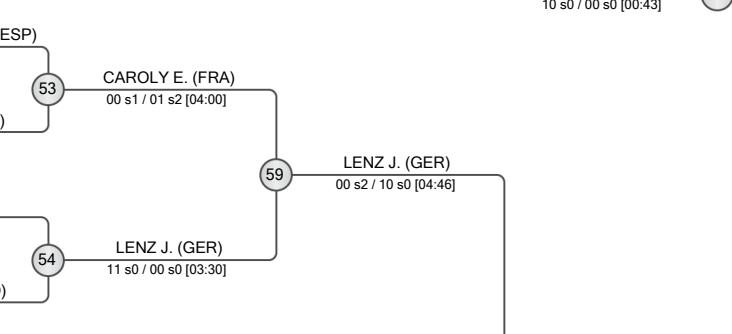 10 s0 / 00 s0 [00:43]
ESP)
53
CAROLY E. (FRA)
00 s1 / 01 s2 [04:00]
)
59
LENZ J. (GER)
00 s2 / 10 s0 [04:46]
54
LENZ J. (GER)
11 s0 / 00 s0 [03:30]
)